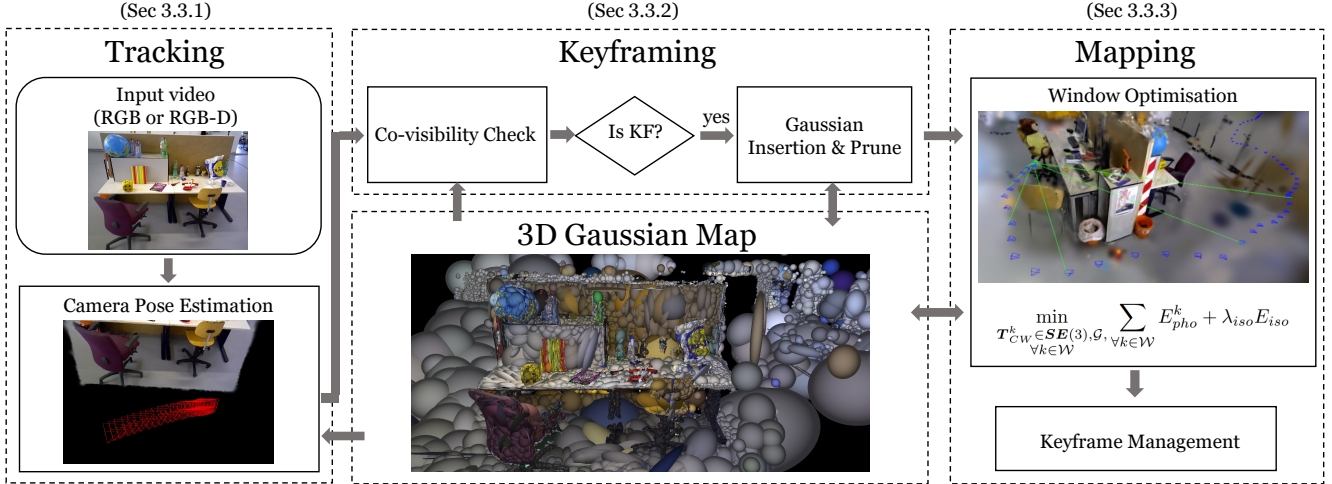 (Sec 3.3.1)
Tracking
Input video
(RGB or RGB-D)
Camera Pose Estimation
(Sec 3.3.2)
Keyframing
Co-visibility Check
Is KF?
yes
Gaussian
Insertion & Prune
3D Gaussian Map
(Sec 3.3.3)
Mapping
Window Optimisation
min ∑ E^k_{pho} + λ_{iso}E_{iso}
T^k_{CW}∈SE(3),𝒢, ∀k∈𝒲
∀k∈𝒲
Keyframe Management